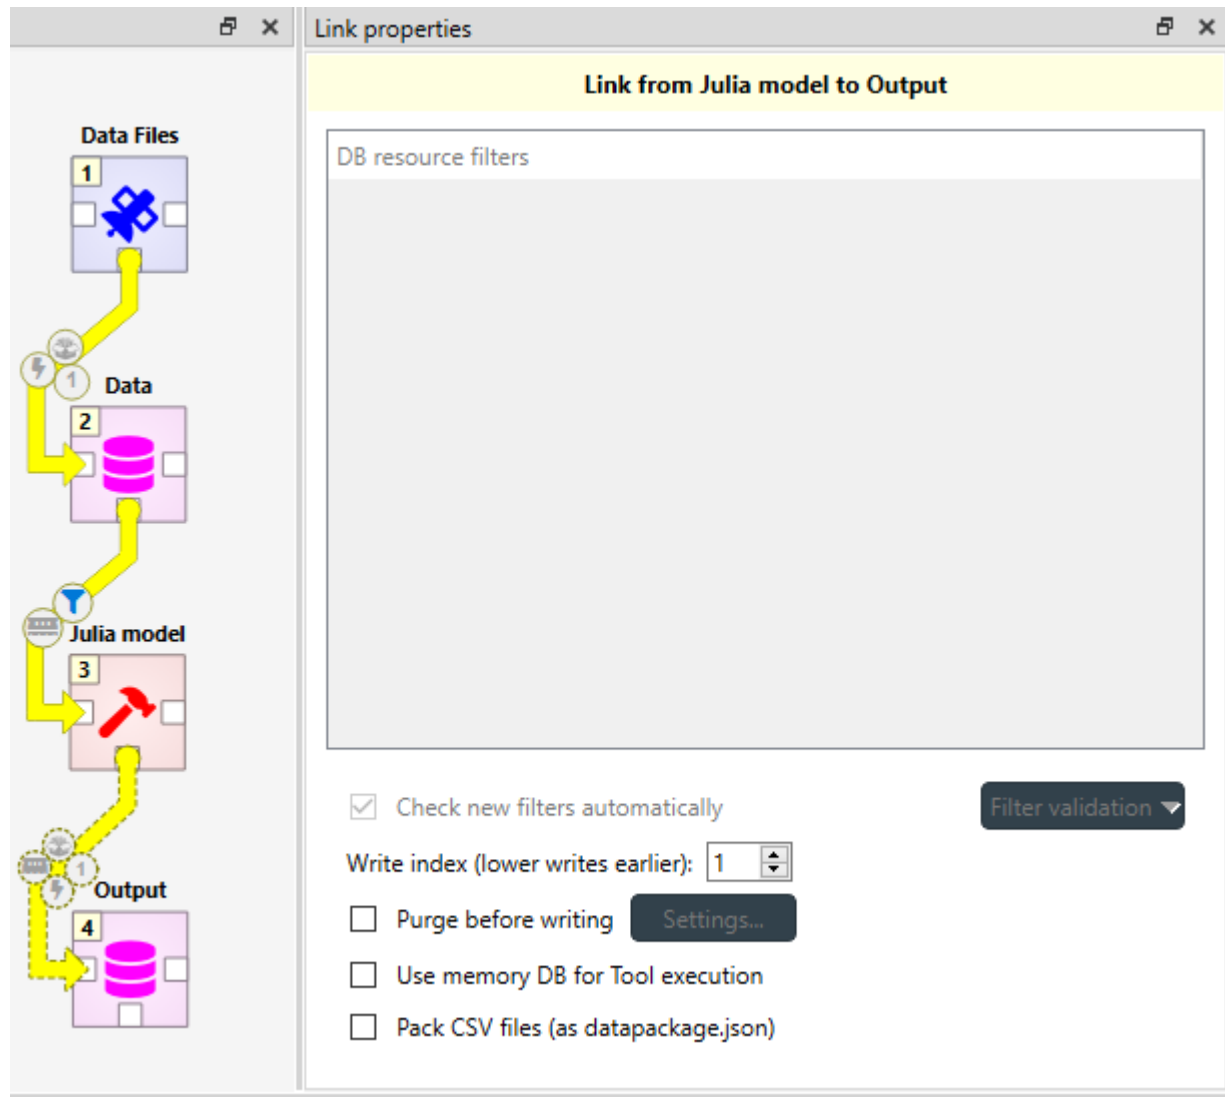 Link properties
Link from Julia model to Output
Data Files
1
1
Data
2
Julia model
3
1
Output
4
DB resource filters
Check new filters automatically
Filter validation
Write index (lower writes earlier): 1
Purge before writing
Settings...
Use memory DB for Tool execution
Pack CSV files (as datapackage.json)